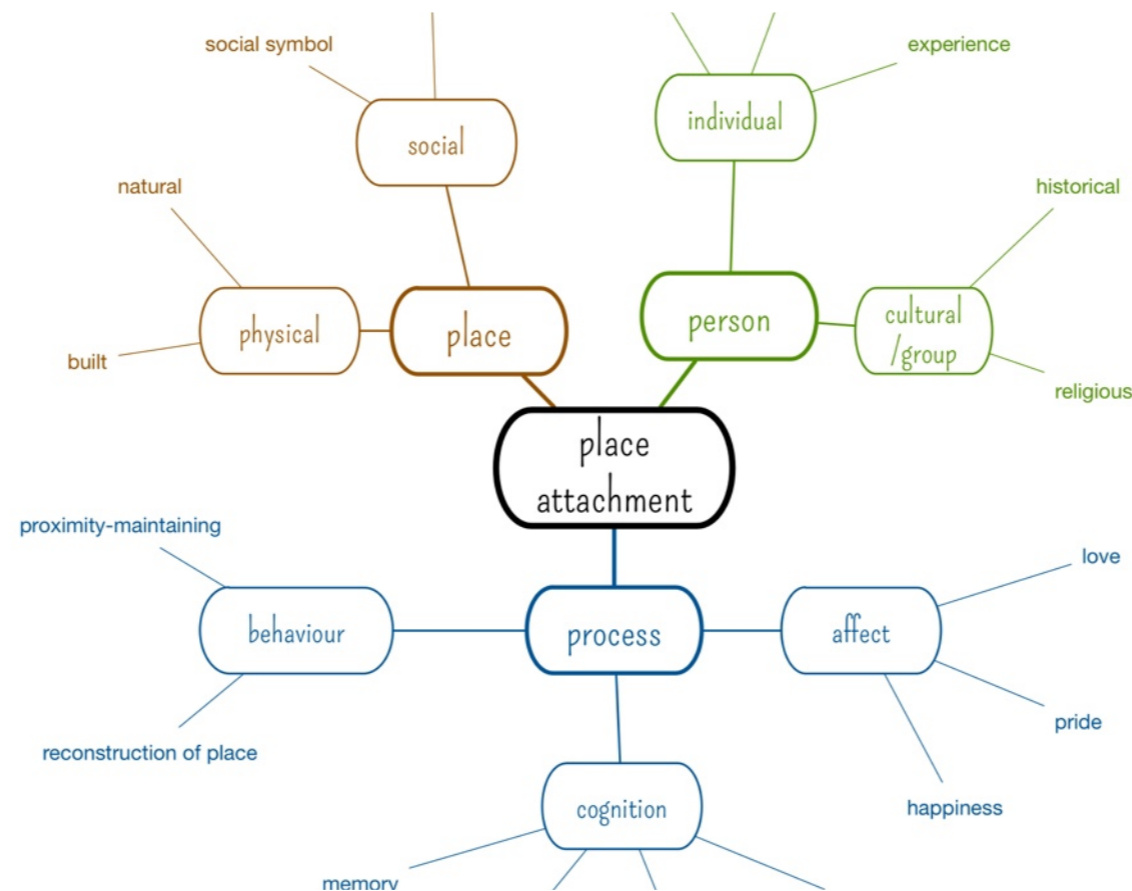 social symbol
experience
individual
social
natural
historical
physical
place
person
cultural
/group
built
religious
place
attachment
proximity-maintaining
love
behaviour
process
affect
pride
reconstruction of place
happiness
cognition
memory